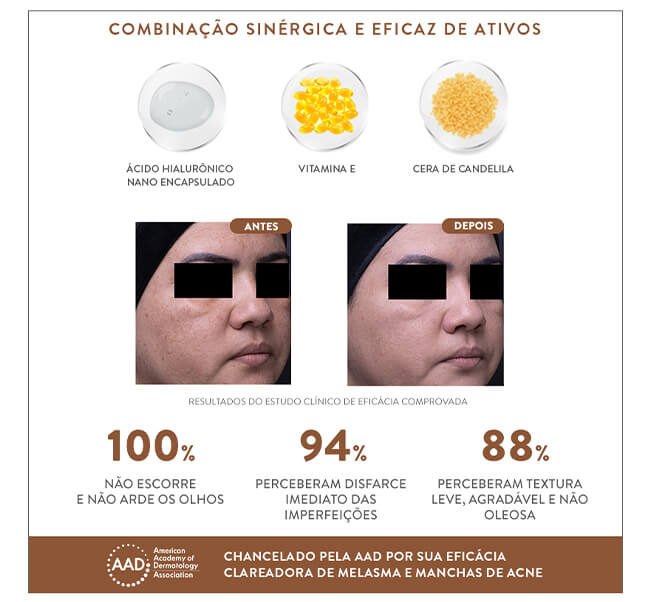 COMBINAÇÃO SINÉRGICA E EFICAZ DE ATIVOS
ÁCIDO HIALURÔNICO
NANO ENCAPSULADO
VITAMINA E
CERA DE CANDELILA
ANTES
DEPOIS
RESULTADOS DO ESTUDO CLÍNICO DE EFICÁCIA COMPROVADA
100%
NÃO ESCORRE
E NÃO ARDE OS OLHOS
94%
PERCEBERAM DISFARCE
IMEDIATO DAS
IMPERFEIÇÕES
88%
PERCEBERAM TEXTURA
LEVE, AGRADÁVEL E NÃO
OLEOSA
AAD
American
Academy of
Dermatology
Association
CHANCELADO PELA AAD POR SUA EFICÁCIA
CLAREADORA DE MELASMA E MANCHAS DE ACNE